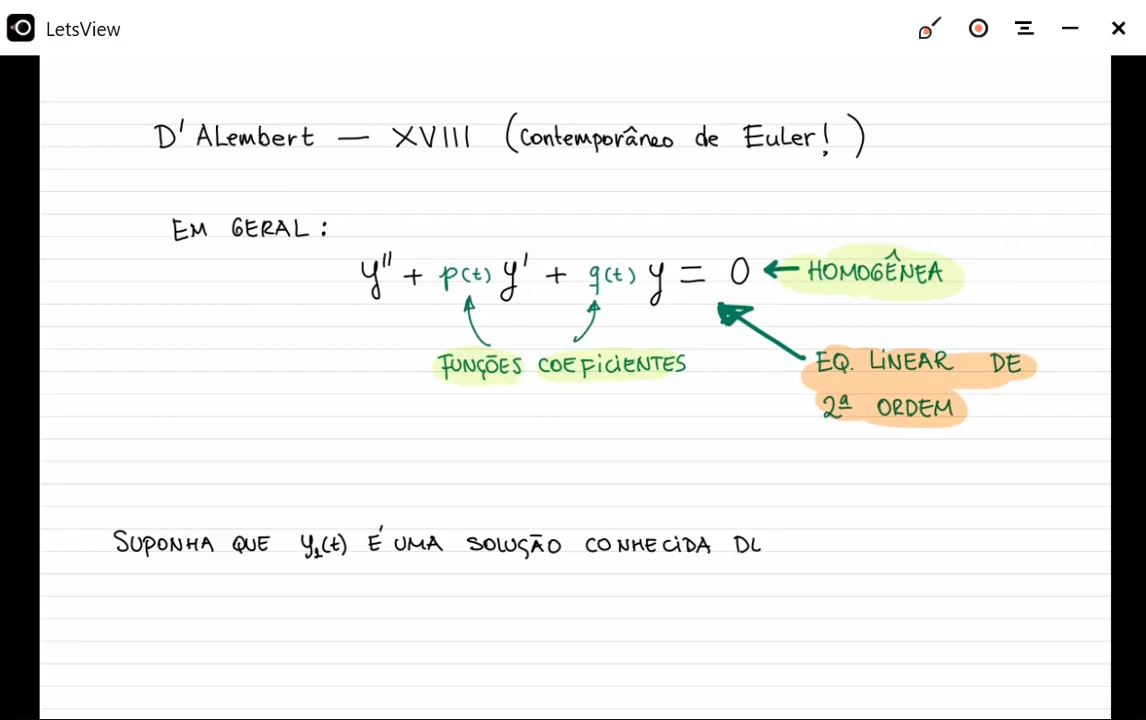 LetsView
D'Alembert — XVIII (Contemporâneo de Euler!)
EM GERAL:
y'' + p(t) y' + q(t) y = 0 ← HOMOGÊNEA
FUNÇÕES COEFICIENTES
EQ. LINEAR DE
2ª ORDEM
SUPONHA QUE y₁(t) É UMA SOLUÇÃO CONHECIDA